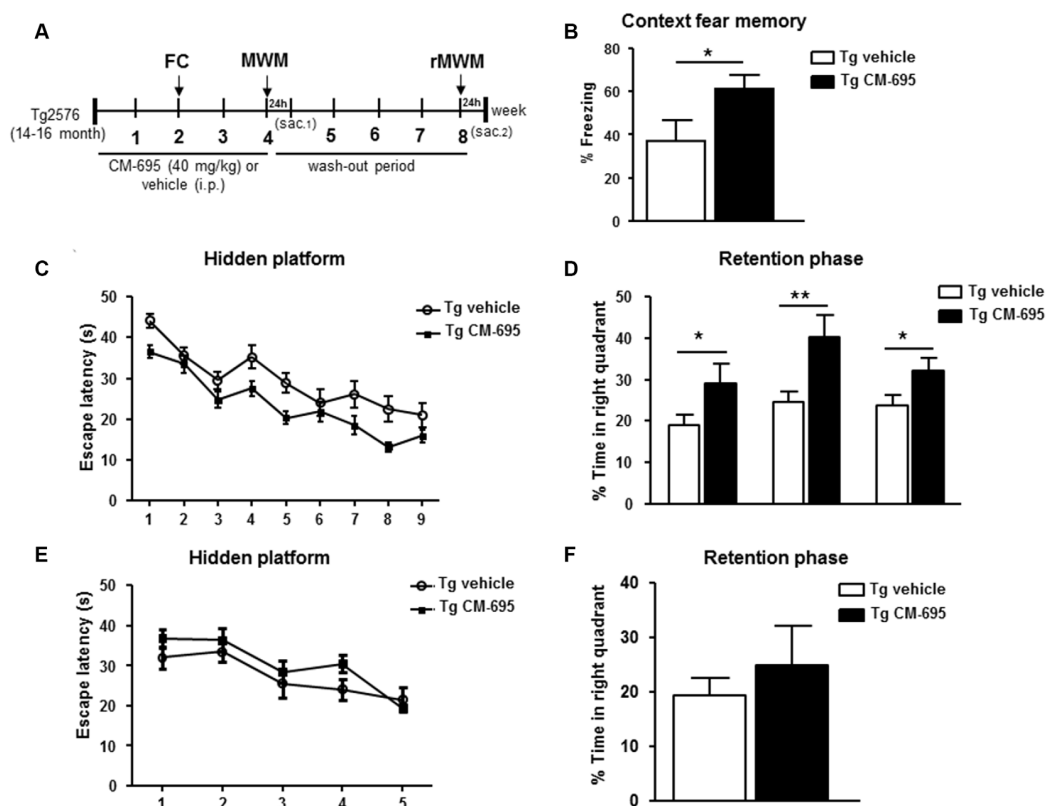 A
FC MWM rMWM
24h 24h
Tg2576 week
(14-16 month) (sac.1) (sac.2)
1 2 3 4 5 6 7 8
CM-695 (40 mg/kg) or wash-out period
vehicle (i.p.)
B
Context fear memory
Tg vehicle
Tg CM-695
*
% Freezing
80
60
40
20
0
C
Hidden platform
Tg vehicle
Tg CM-695
Escape latency (s)
50
40
30
20
10
0
1 2 3 4 5 6 7 8 9
D
Retention phase
Tg vehicle
Tg CM-695
* ** *
% Time in right quadrant
50
40
30
20
10
0
E
Hidden platform
Tg vehicle
Tg CM-695
Escape latency (s)
50
40
30
20
10
0
1 2 3 4 5
F
Retention phase
Tg vehicle
Tg CM-695
% Time in right quadrant
40
30
20
10
0